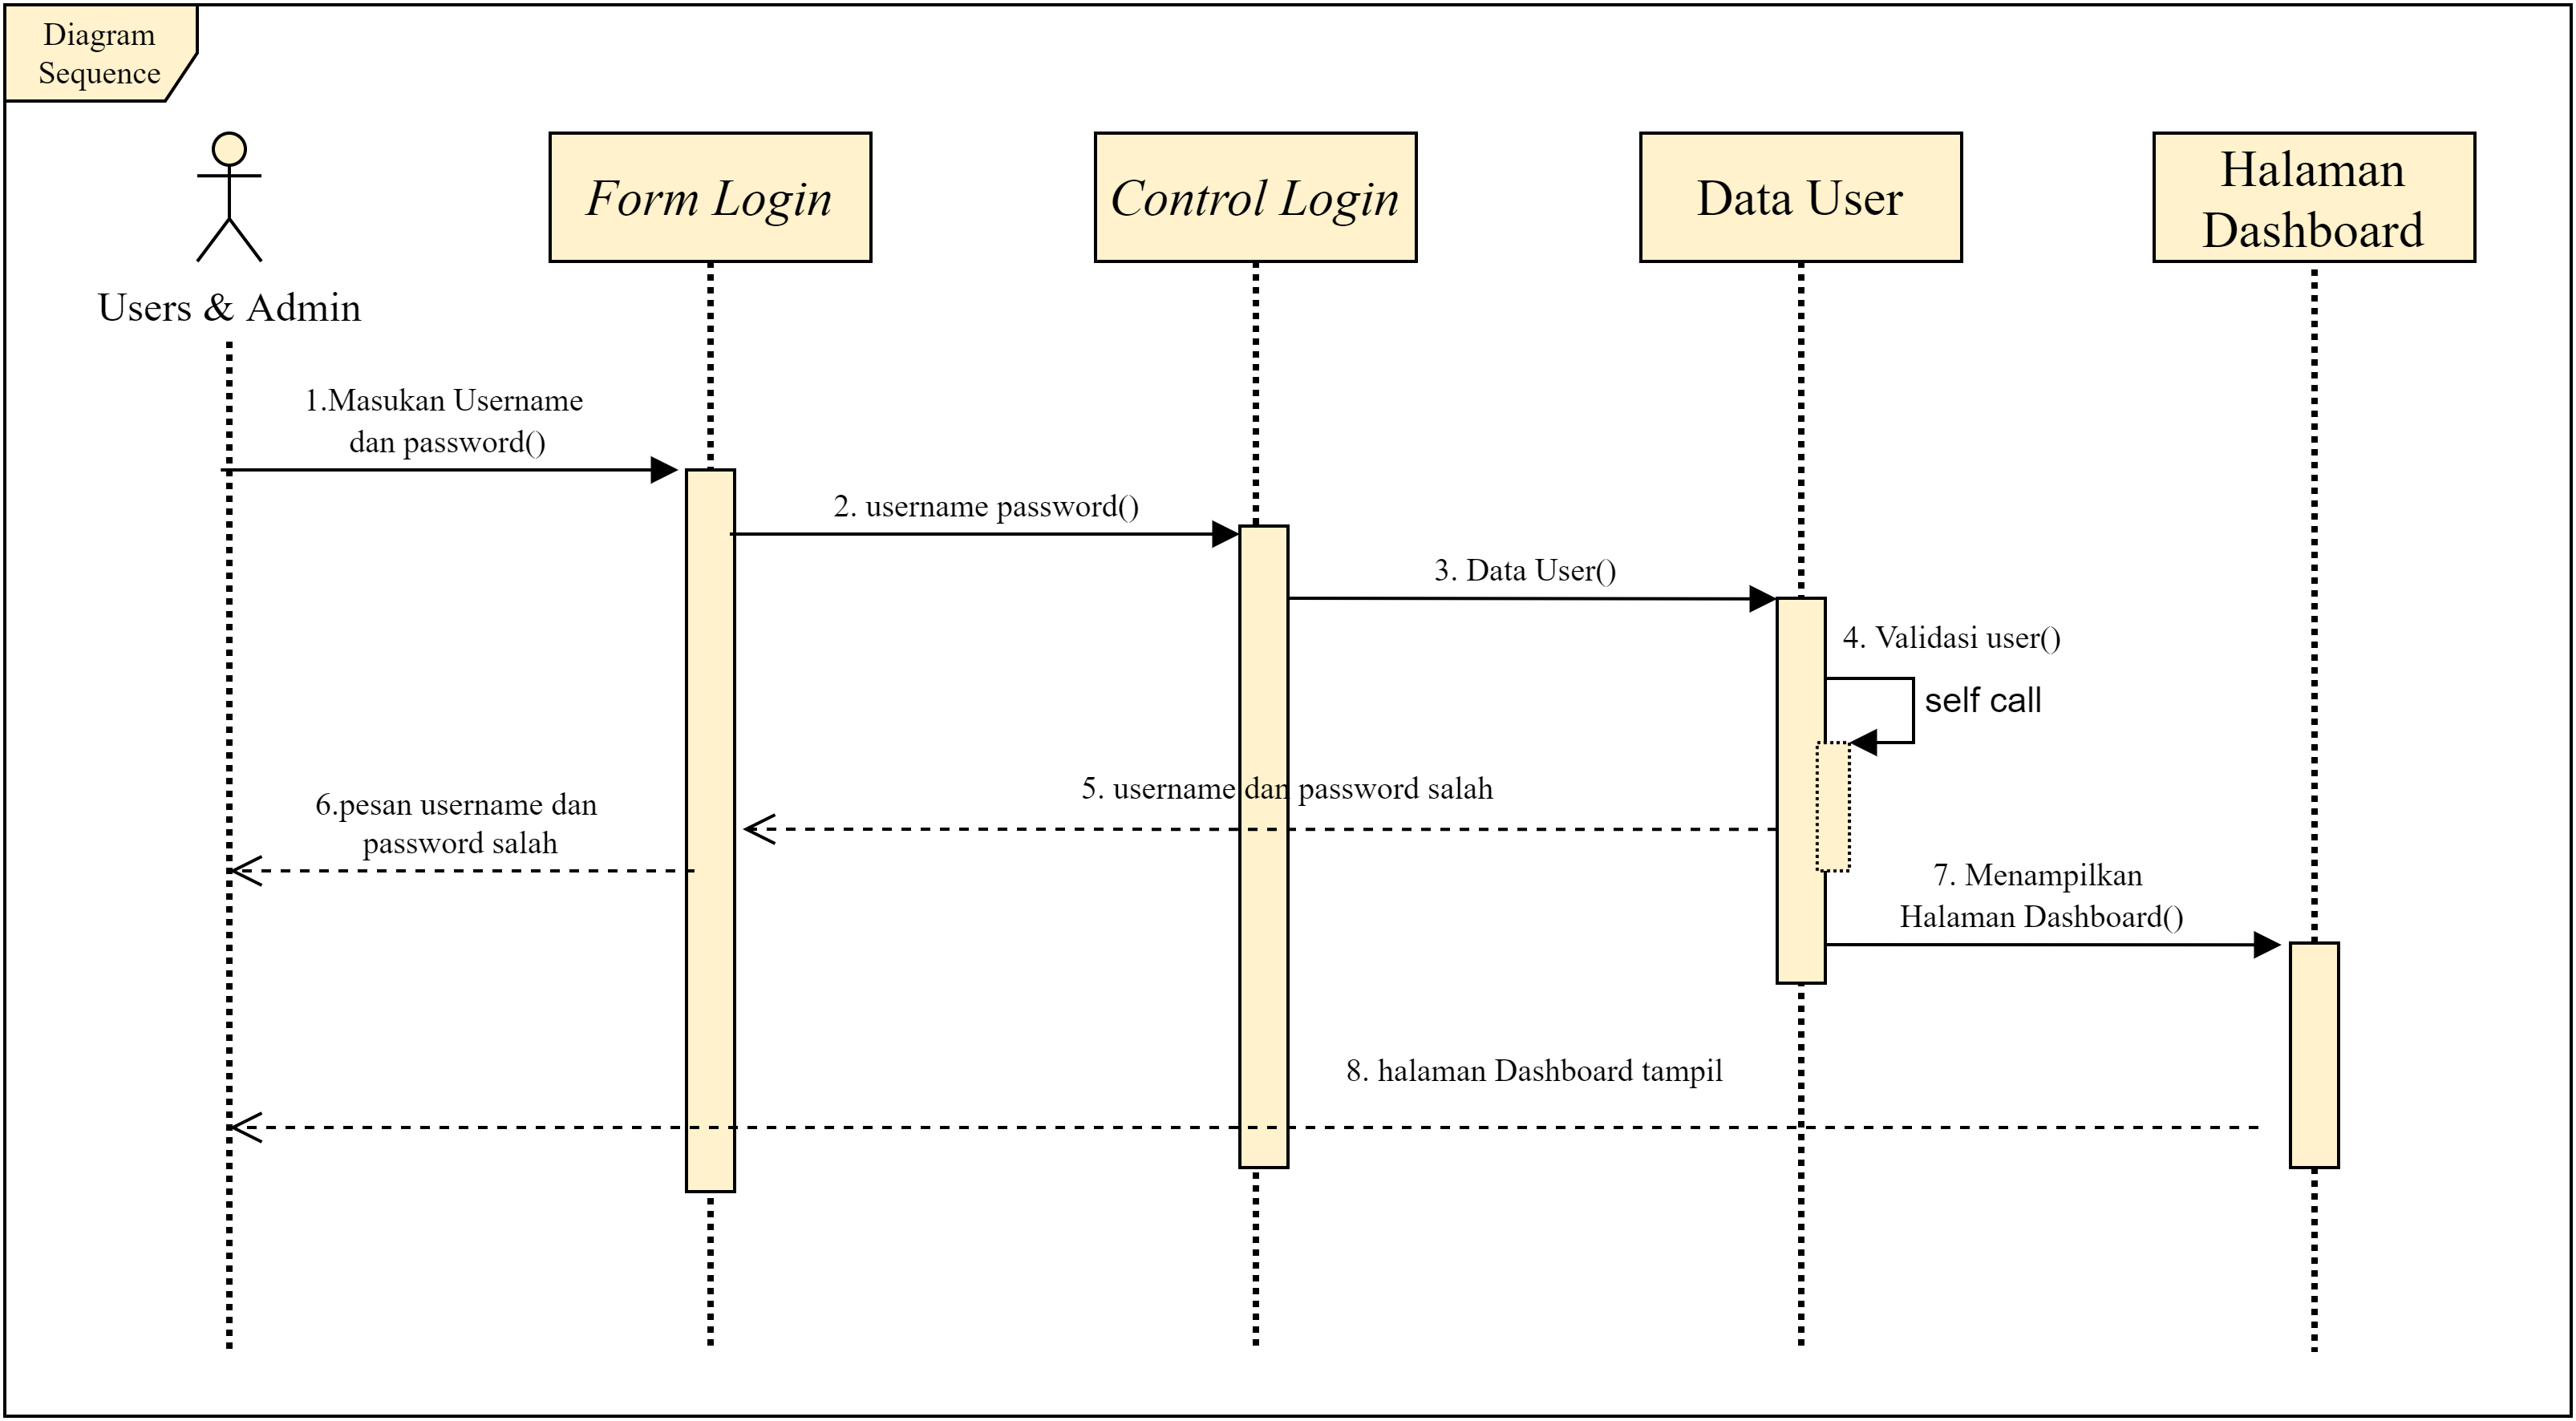 Diagram
Sequence
Form Login
Control Login
Data User
Halaman
Dashboard
Users & Admin
1.Masukan Username
dan password()
2. username password()
3. Data User()
4. Validasi user()
self call
5. username dan password salah
6.pesan username dan
password salah
7. Menampilkan
Halaman Dashboard()
8. halaman Dashboard tampil